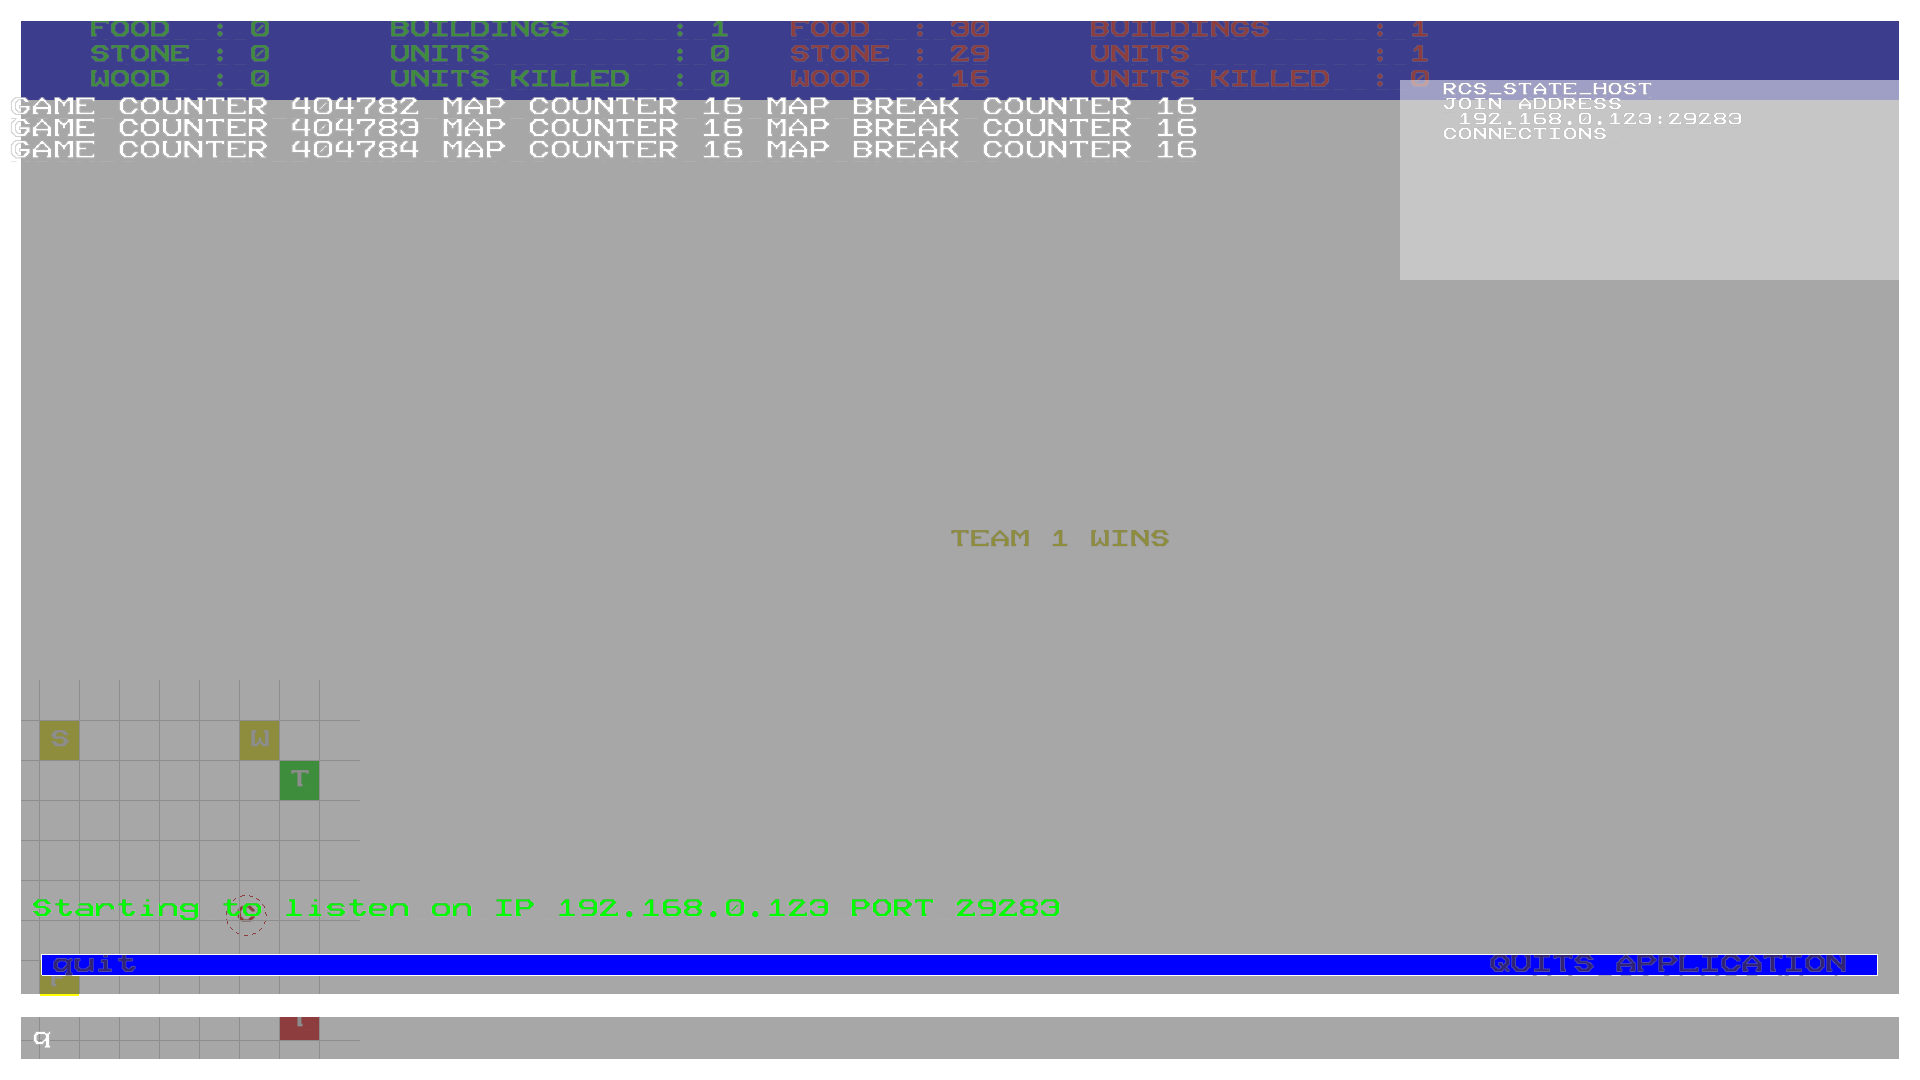 FOOD : 0 BUILDINGS : 1 FOOD : 30 BUILDINGS : 1
STONE : 0 UNITS : 0 STONE : 29 UNITS : 1
WOOD : 0 UNITS KILLED : 0 WOOD : 16 UNITS KILLED : 0
RCS_STATE_HOST
JOIN ADDRESS
192.168.0.123:29283
CONNECTIONS
GAME COUNTER 404782 MAP COUNTER 16 MAP BREAK COUNTER 16
GAME COUNTER 404783 MAP COUNTER 16 MAP BREAK COUNTER 16
GAME COUNTER 404784 MAP COUNTER 16 MAP BREAK COUNTER 16
TEAM 1 WINS
S W
T
C
Starting to listen on IP 192.168.0.123 PORT 29283
quit QUITS APPLICATION
q